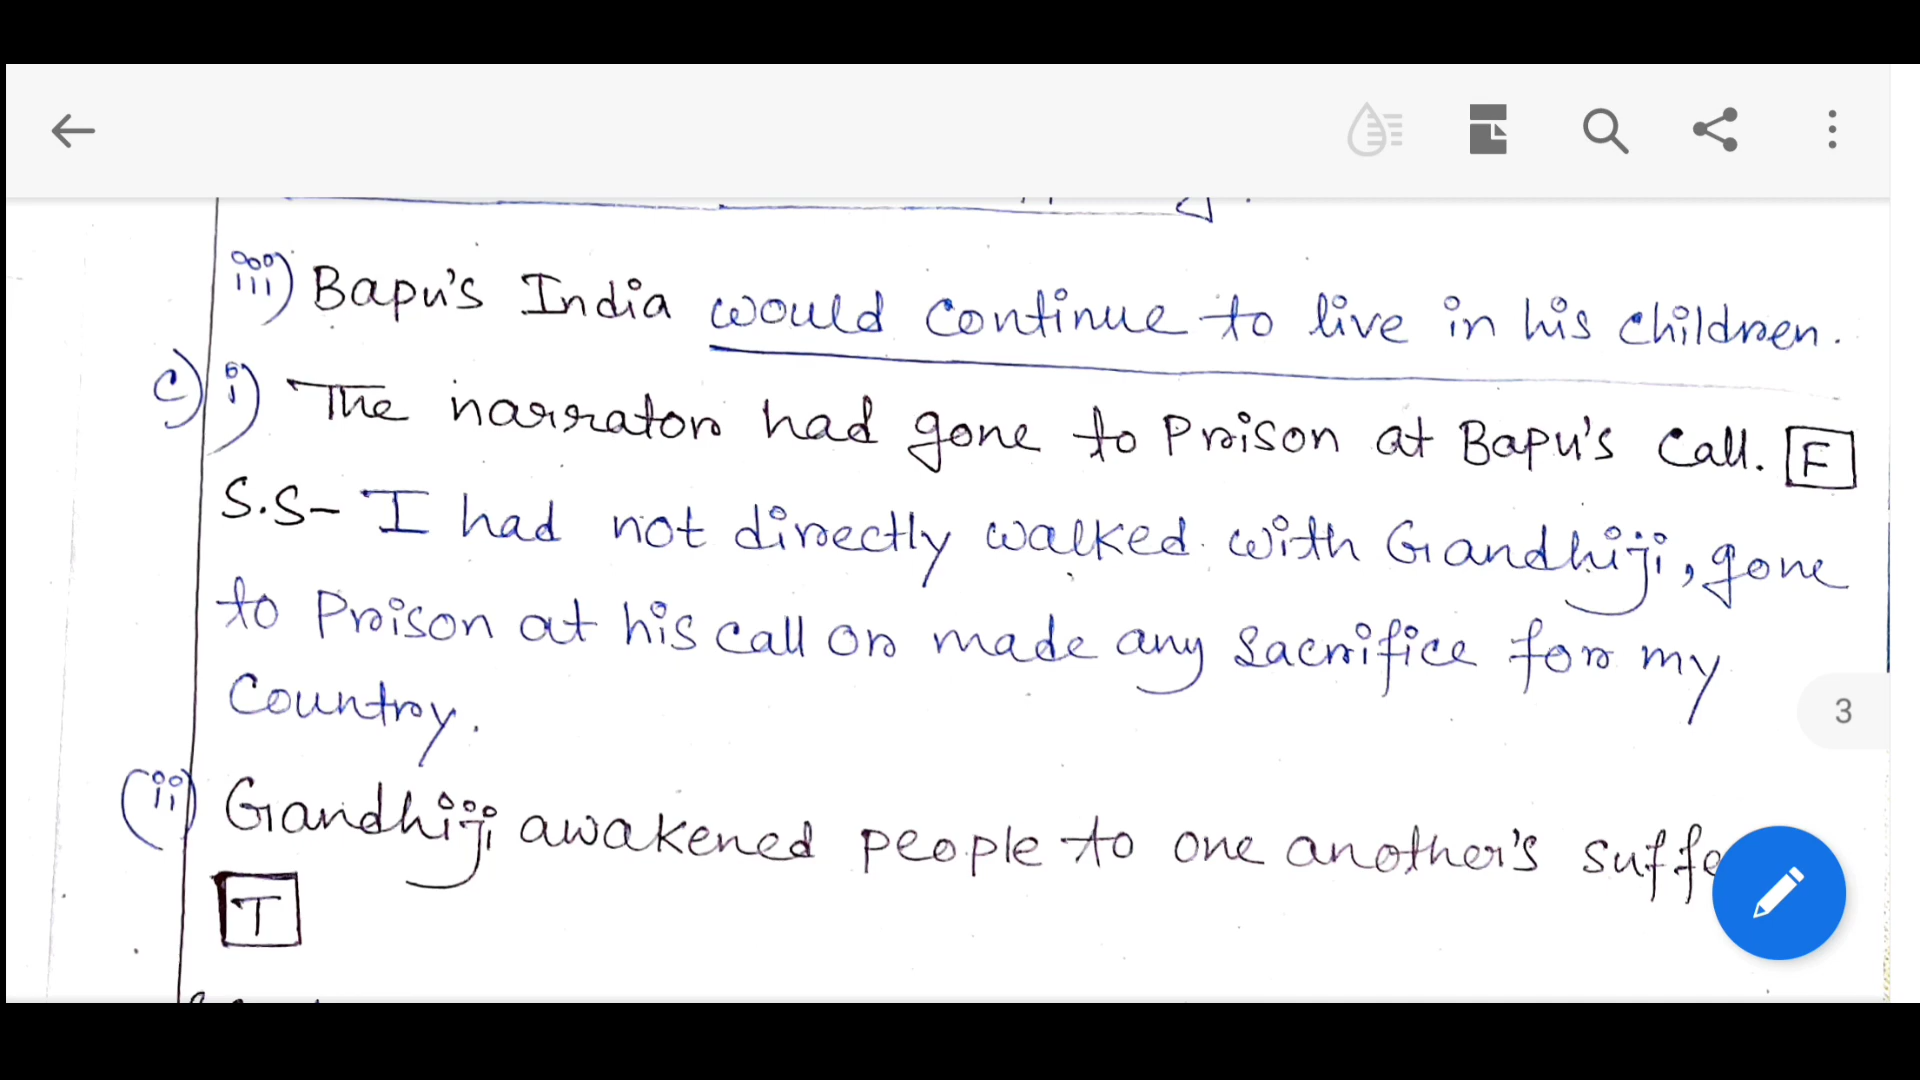 iii) Bapu's India would continue to live in his children.
c) i) The narrator had gone to Prison at Bapu's Call. F
S.S- I had not directly walked with Gandhiji, gone
to Prison at his call or made any Sacrifice for my
Country.
(ii) Gandhiji awakened people to one another's suffe
T
3